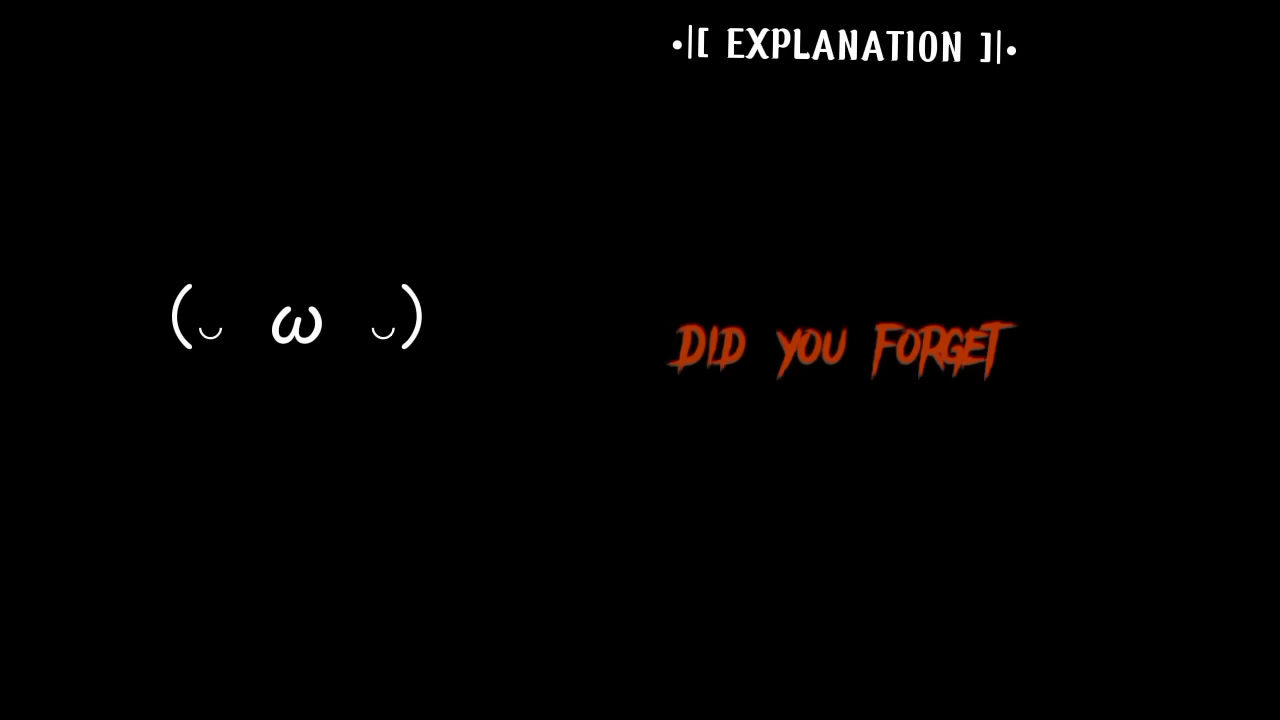 •|[ EXPLANATION ]|•
(◡ ω ◡)
DID YOU FORGET